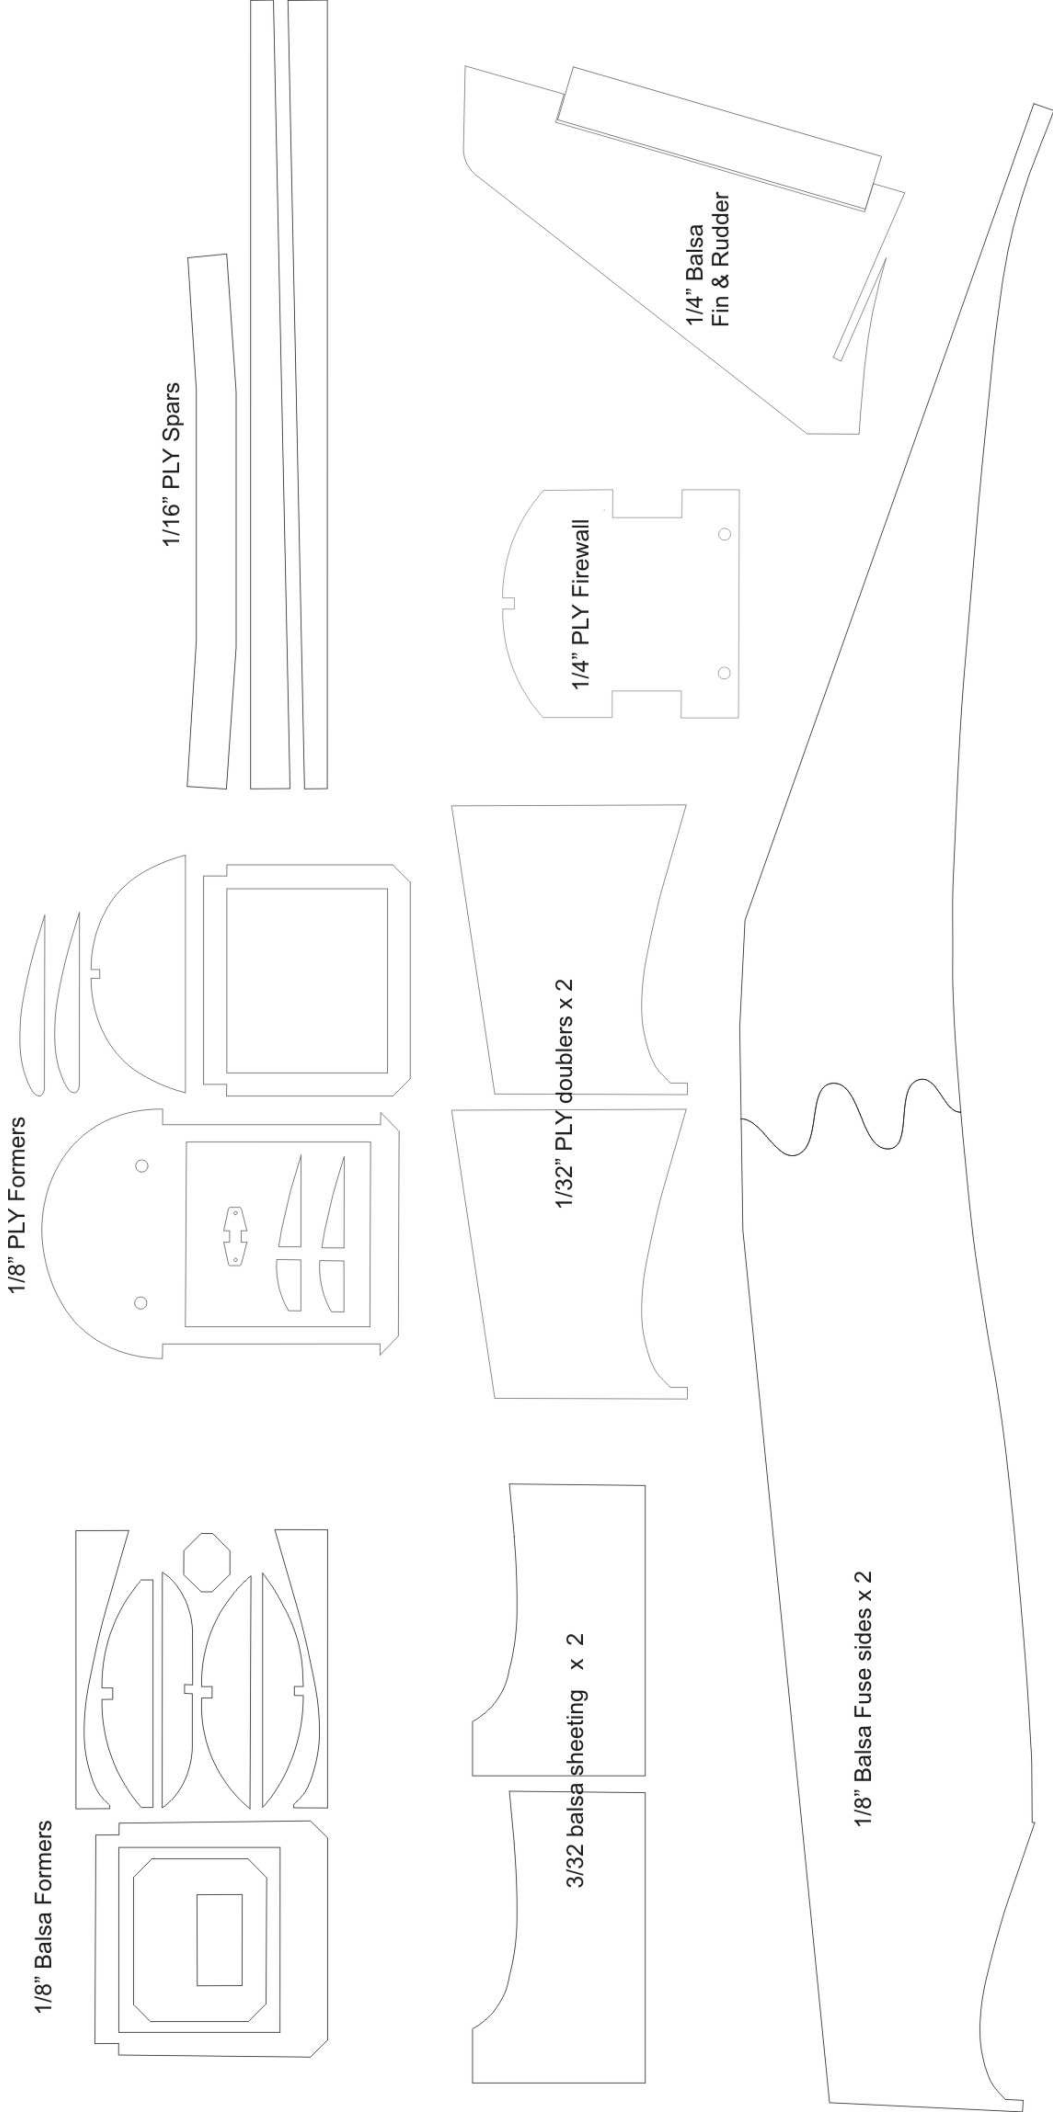 1/8” Balsa Formers
1/8” PLY Formers
1/16” PLY Spars
3/32 balsa sheeting x 2
1/32” PLY doublers x 2
1/4” PLY Firewall
1/4” Balsa
Fin & Rudder
1/8” Balsa Fuse sides x 2